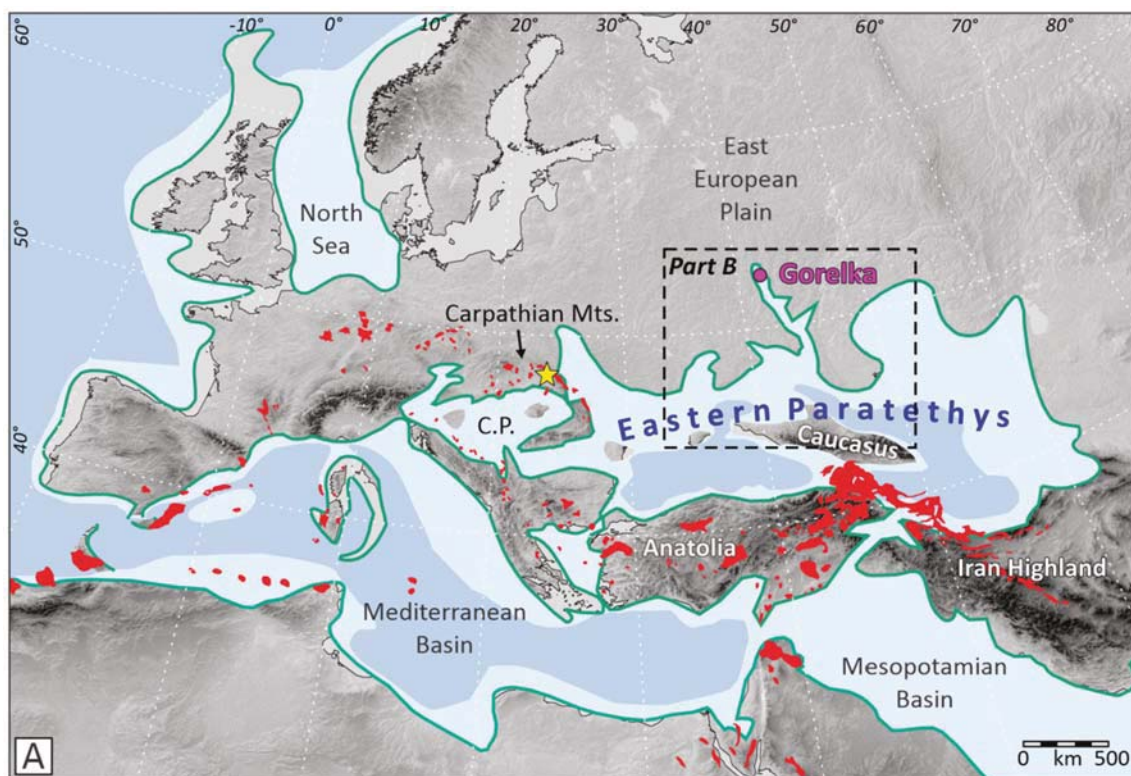 -10° 0° 10° 20° 30° 40° 50° 60° 70° 80°
60°
50°
40°
East
European
Plain
North
Sea
Part B
Gorelka
Carpathian Mts.
C.P.
Eastern Paratethys
Caucasus
Anatolia
Iran Highland
Mediterranean
Basin
Mesopotamian
Basin
A
0 km 500